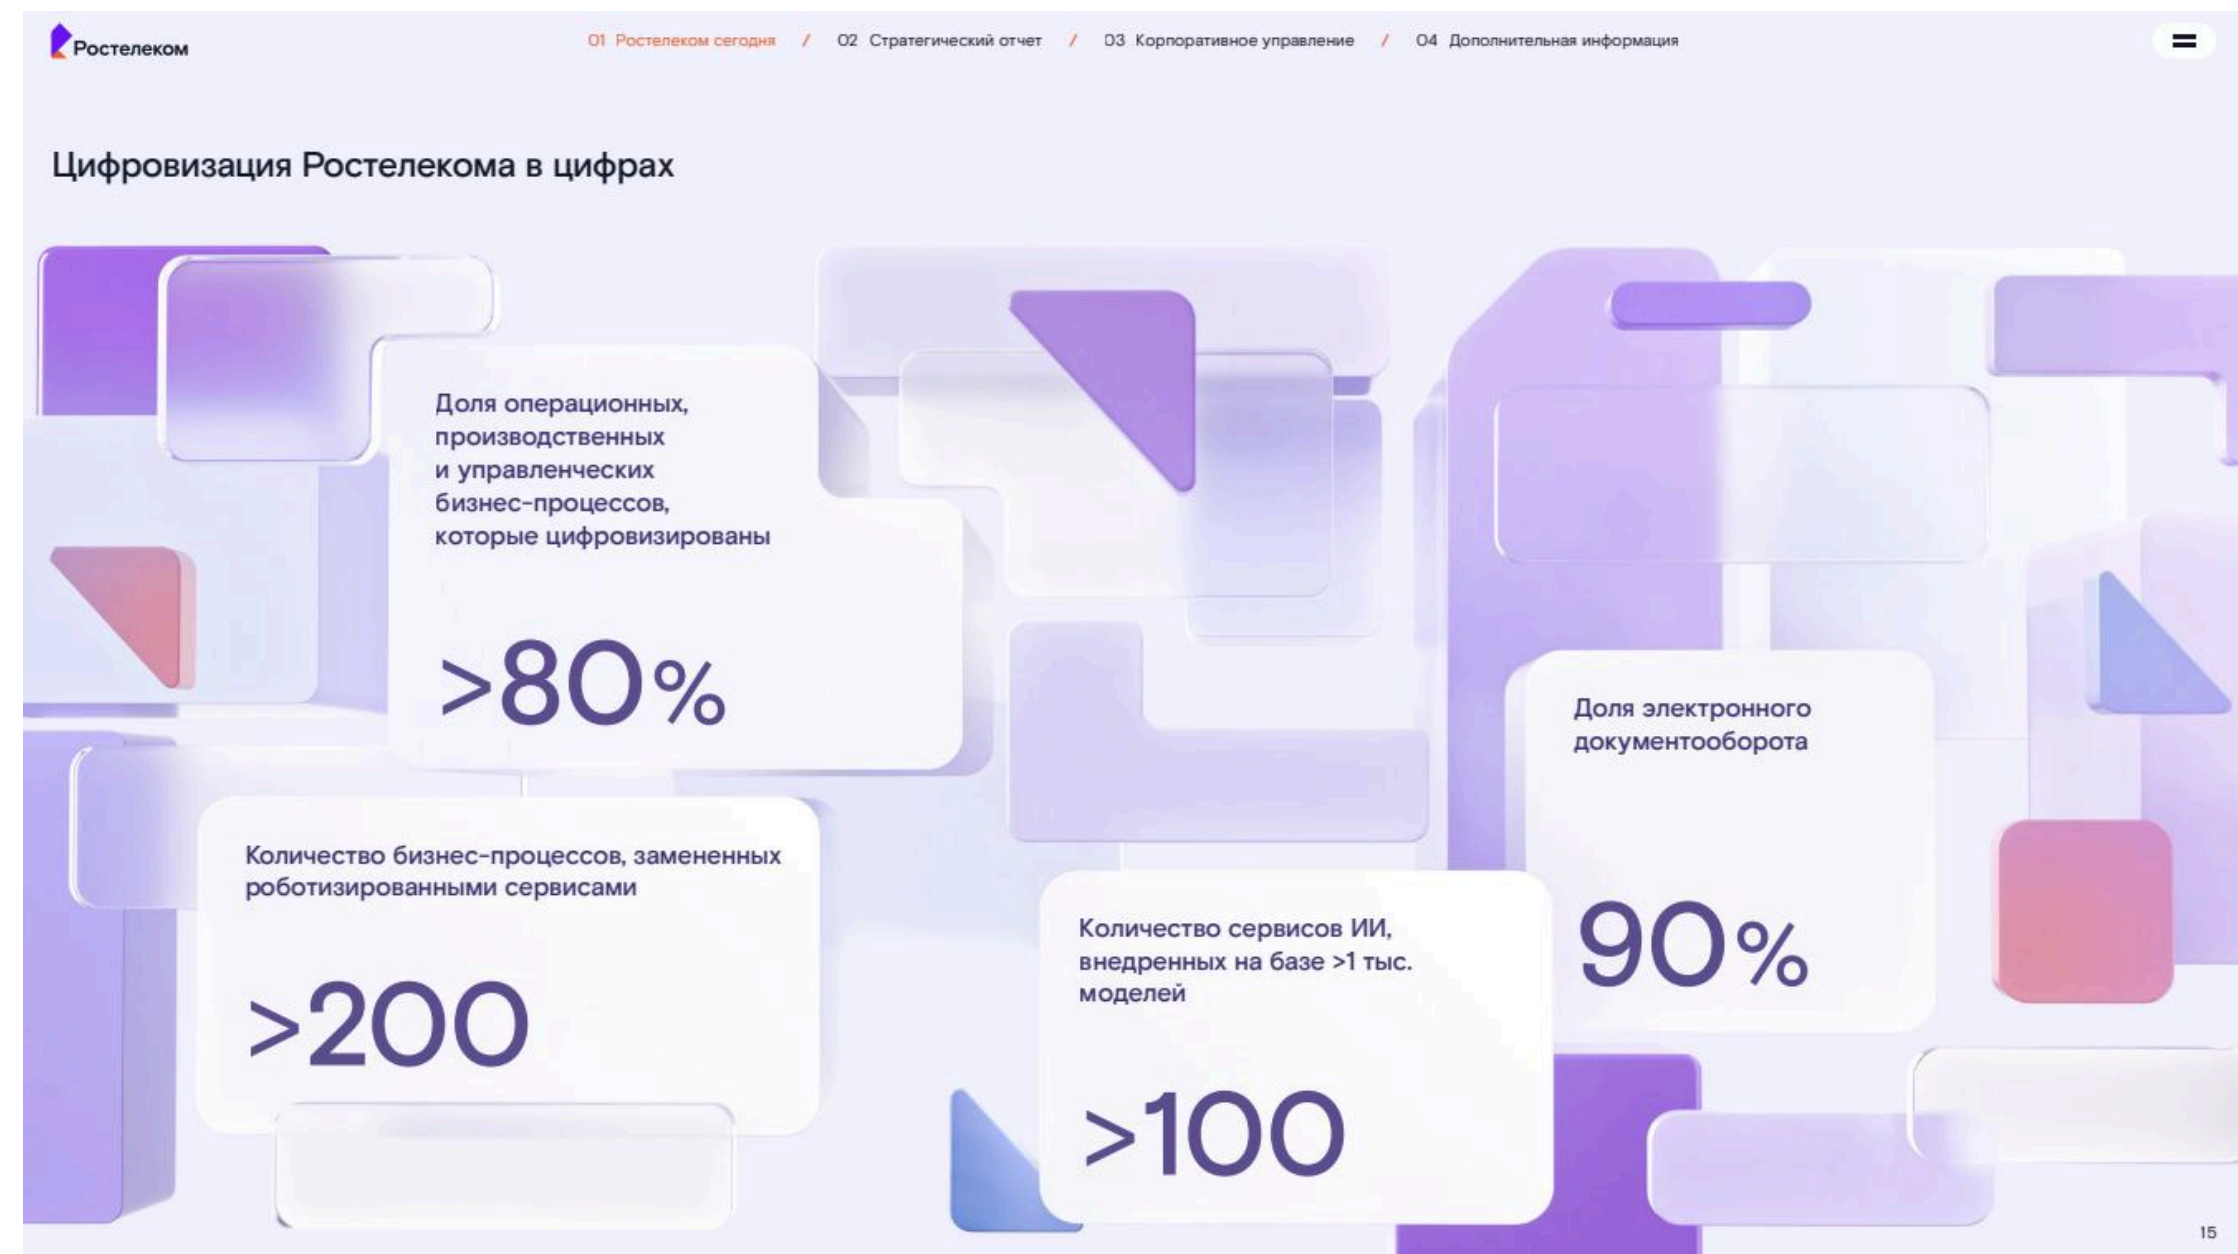 Ростелеком
01 Ростелеком сегодня / 02 Стратегический отчет / 03 Корпоративное управление / 04 Дополнительная информация
Цифровизация Ростелекома в цифрах
Доля операционных,
производственных
и управленческих
бизнес-процессов,
которые цифровизированы
>80%
Количество бизнес-процессов, замененных
роботизированными сервисами
>200
Количество сервисов ИИ,
внедренных на базе >1 тыс.
моделей
>100
Доля электронного
документооборота
90%
15